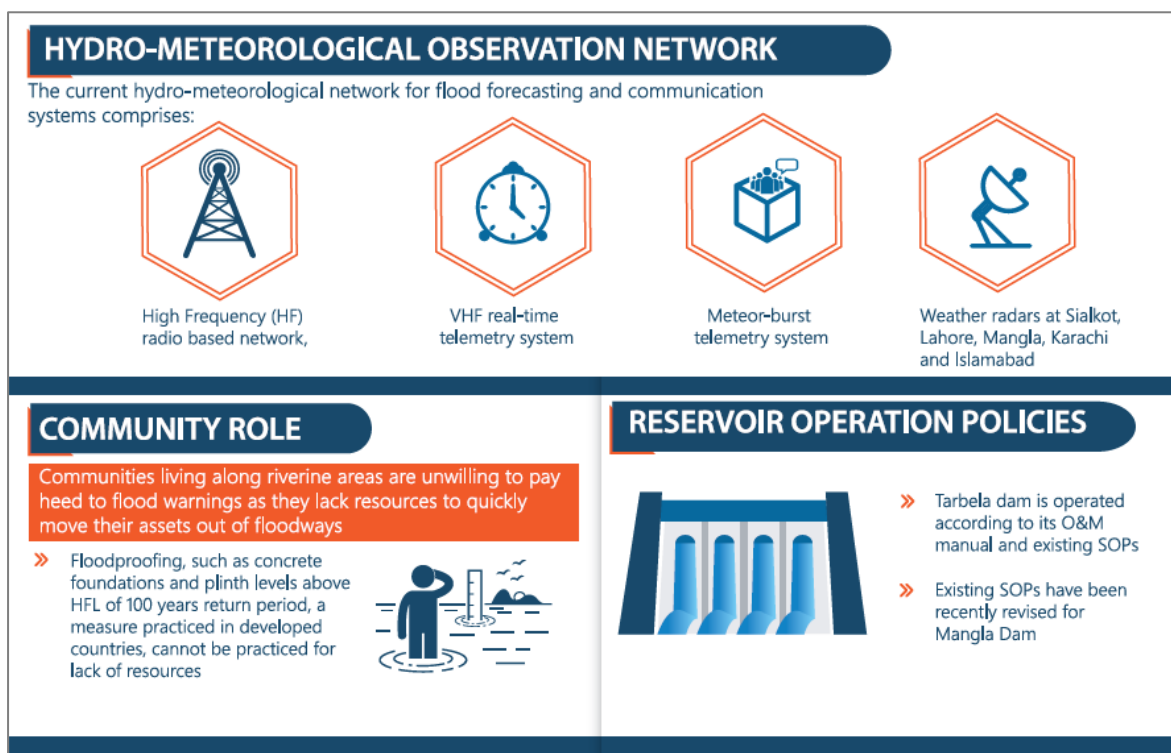 HYDRO-METEOROLOGICAL OBSERVATION NETWORK
The current hydro-meteorological network for flood forecasting and communication
systems comprises:
High Frequency (HF)
radio based network,
VHF real-time
telemetry system
Meteor-burst
telemetry system
Weather radars at Sialkot,
Lahore, Mangla, Karachi
and Islamabad
COMMUNITY ROLE
Communities living along riverine areas are unwilling to pay
heed to flood warnings as they lack resources to quickly
move their assets out of floodways
» Floodproofing, such as concrete
foundations and plinth levels above
HFL of 100 years return period, a
measure practiced in developed
countries, cannot be practiced for
lack of resources
RESERVOIR OPERATION POLICIES
» Tarbela dam is operated
according to its O&M
manual and existing SOPs
» Existing SOPs have been
recently revised for
Mangla Dam